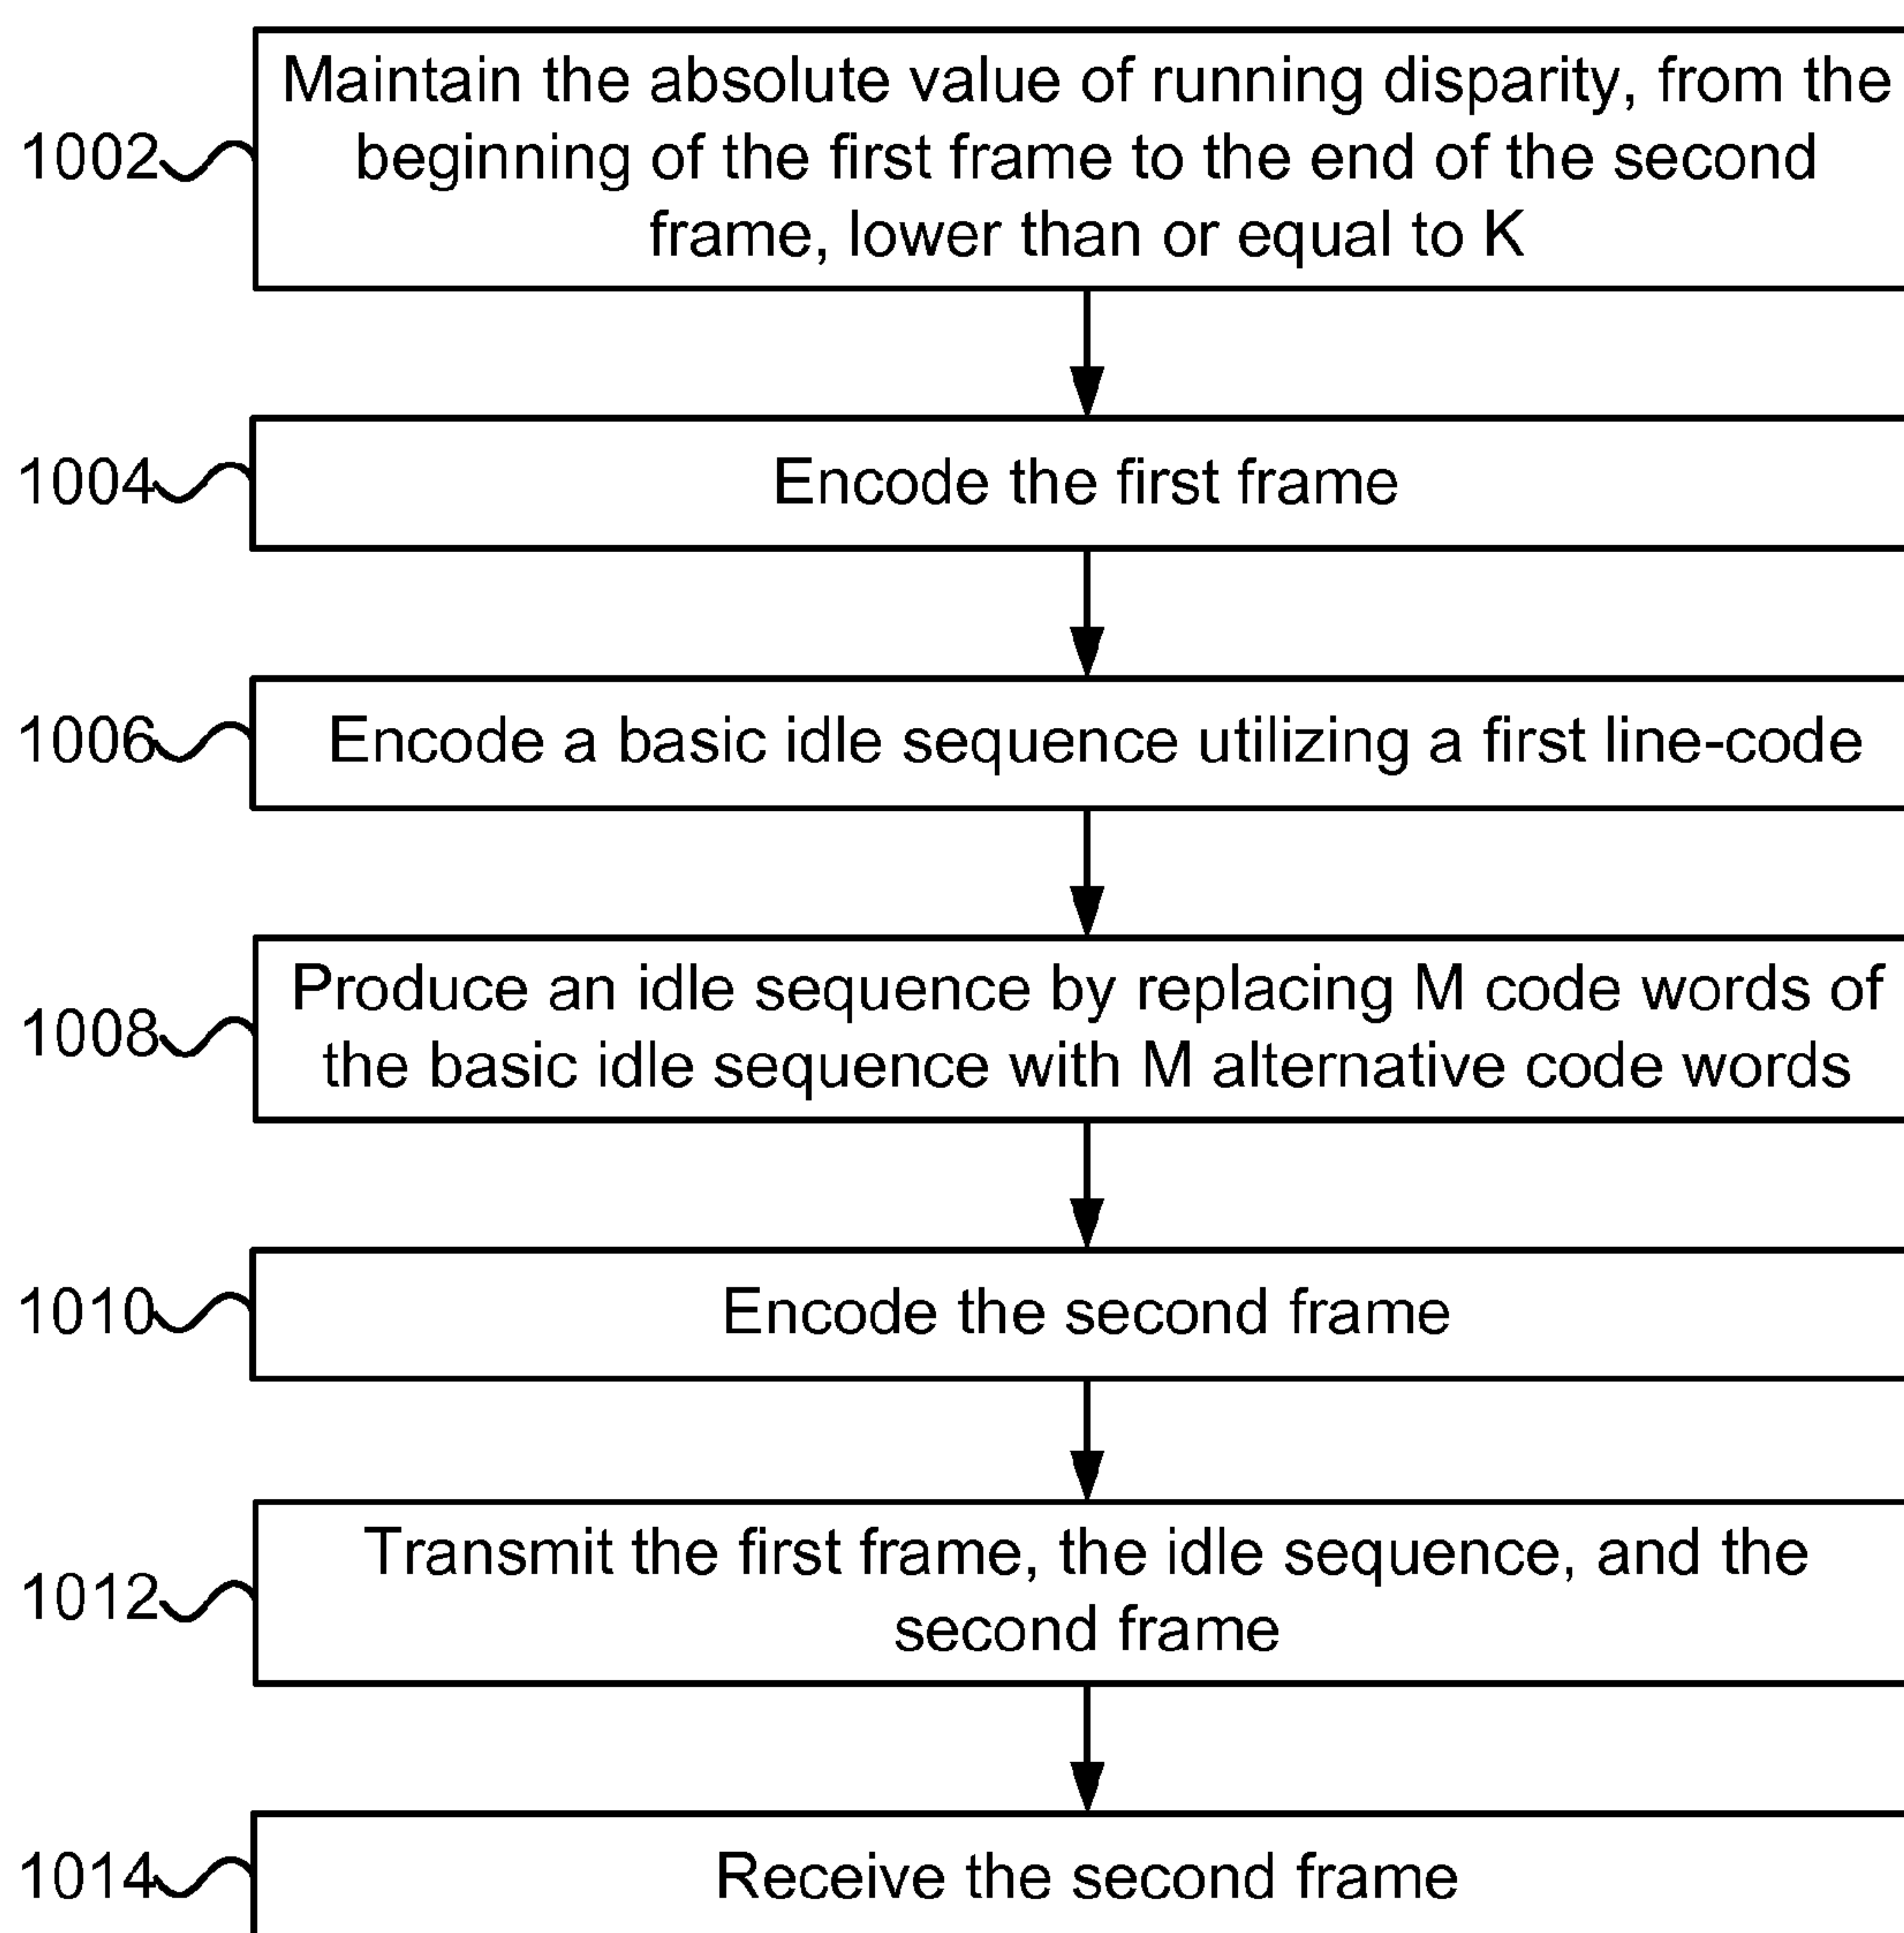 Maintain the absolute value of running disparity, from the
1002 beginning of the first frame to the end of the second
frame, lower than or equal to K
1004 Encode the first frame
1006 Encode a basic idle sequence utilizing a first line-code
Produce an idle sequence by replacing M code words of
1008 the basic idle sequence with M alternative code words
1010 Encode the second frame
Transmit the first frame, the idle sequence, and the
1012 second frame
1014 Receive the second frame